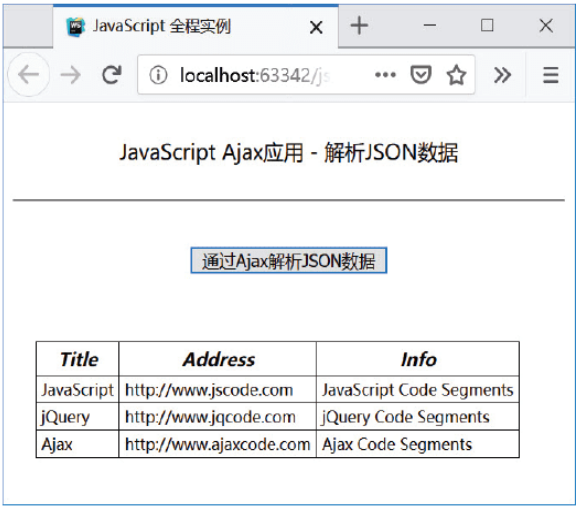 JavaScript 全程实例
localhost:63342/js
JavaScript Ajax应用 - 解析JSON数据
通过Ajax解析JSON数据
Title Address Info
JavaScript http://www.jscode.com JavaScript Code Segments
jQuery http://www.jqcode.com jQuery Code Segments
Ajax http://www.ajaxcode.com Ajax Code Segments